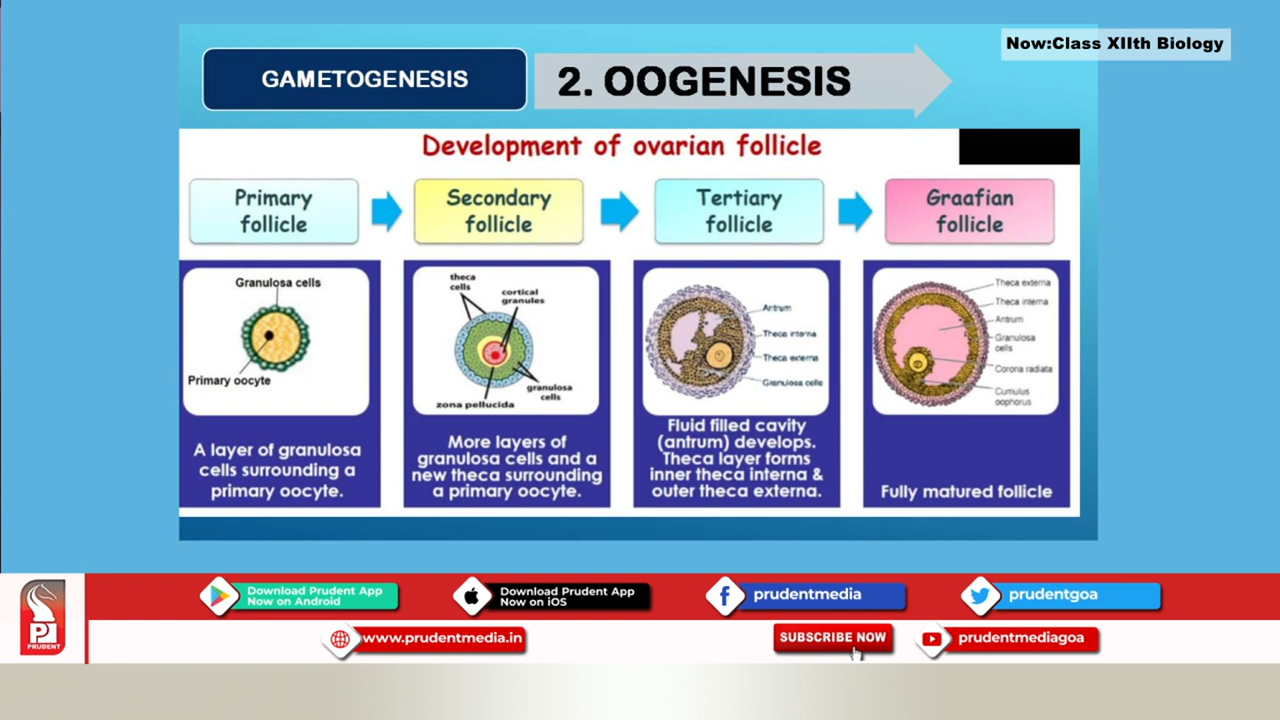 Now:Class XIIth Biology
GAMETOGENESIS
2. OOGENESIS
Development of ovarian follicle
Primary
follicle
Secondary
follicle
Tertiary
follicle
Graafian
follicle
Granulosa cells
Primary oocyte
A layer of granulosa
cells surrounding a
primary oocyte.
theca
cells
cortical
granules
granulosa
cells
zona pellucida
More layers of
granulosa cells and a
new theca surrounding
a primary oocyte.
Antrum
Theca interna
Theca externa
Granulosa cells
Fluid filled cavity
(antrum) develops.
Theca layer forms
inner theca interna &
outer theca externa.
Theca externa
Theca interna
Antrum
Granulosa
cells
Corona radiata
Cumulus
oophorus
Fully matured follicle
PRUDENT
Download Prudent App
Now on Android
Download Prudent App
Now on iOS
prudentmedia
prudentgoa
www.prudentmedia.in
SUBSCRIBE NOW
prudentmediagoa